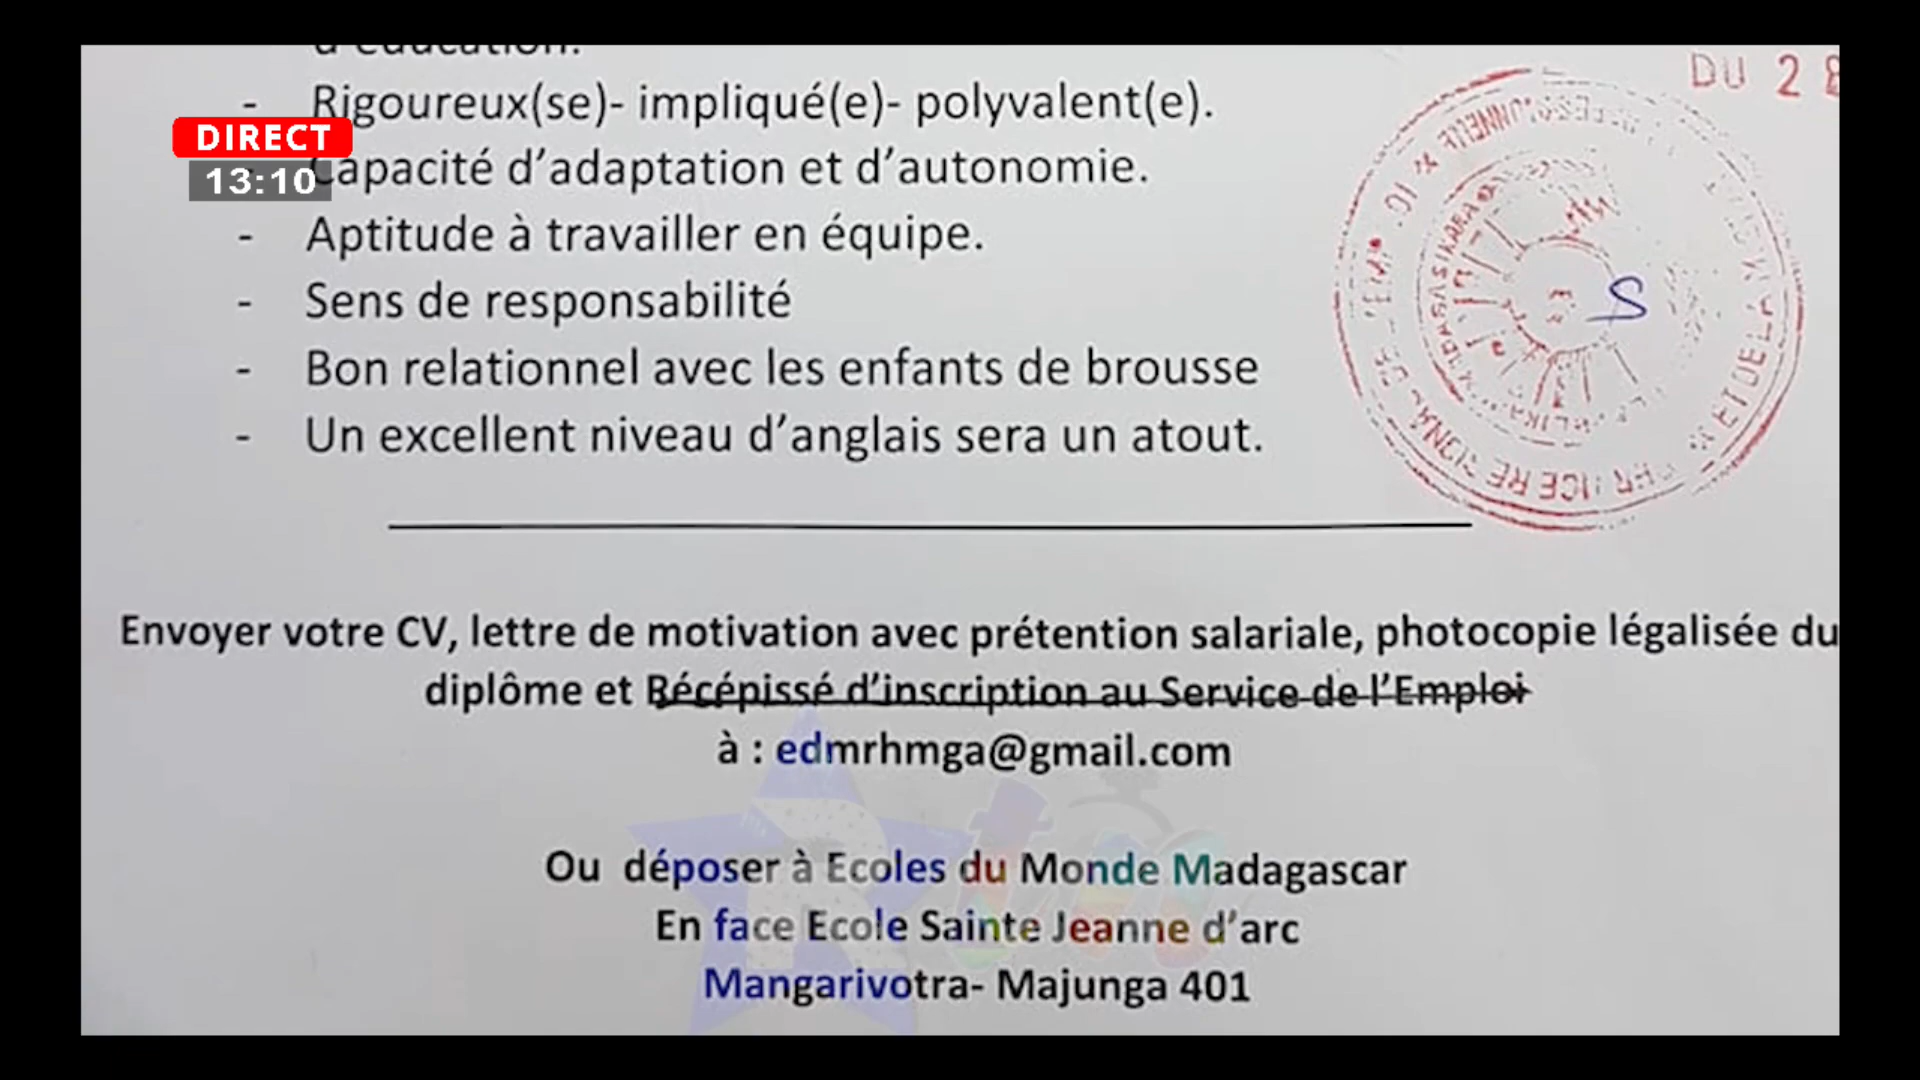 d'éducation.
DU 28
- Rigoureux(se)- impliqué(e)- polyvalent(e).
DIRECT
13:10
Capacité d'adaptation et d'autonomie.
- Aptitude à travailler en équipe.
- Sens de responsabilité
- Bon relationnel avec les enfants de brousse
- Un excellent niveau d'anglais sera un atout.
Envoyer votre CV, lettre de motivation avec prétention salariale, photocopie légalisée du
diplôme et Récépissé d'inscription au Service de l'Emploi
à : edmrhmga@gmail.com
Ou déposer à Ecoles du Monde Madagascar
En face Ecole Sainte Jeanne d'arc
Mangarivotra- Majunga 401